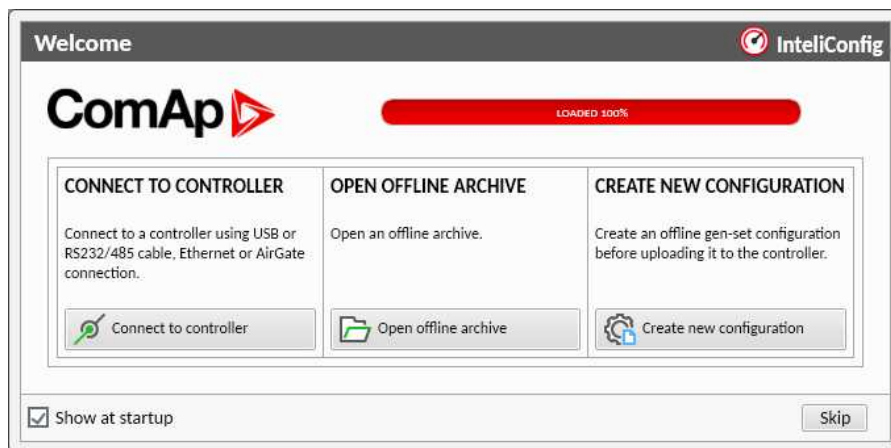 Welcome
InteliConfig
ComAp
LOADED 100%
CONNECT TO CONTROLLER
Connect to a controller using USB or
RS232/485 cable, Ethernet or AirGate
connection.
Connect to controller
OPEN OFFLINE ARCHIVE
Open an offline archive.
Open offline archive
CREATE NEW CONFIGURATION
Create an offline gen-set configuration
before uploading it to the controller.
Create new configuration
Show at startup
Skip